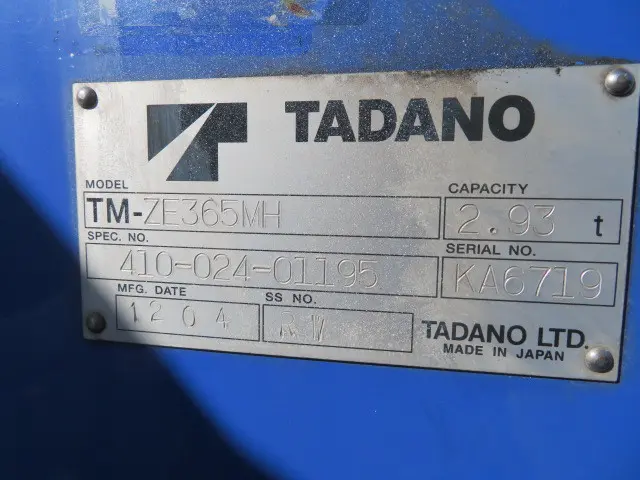 TADANO
MODEL
TM-ZE365MH
CAPACITY
2.93 t
SPEC. NO.
410-024-01195
SERIAL NO.
KA6719
MFG. DATE
1204
SS NO.
TADANO LTD.
MADE IN JAPAN